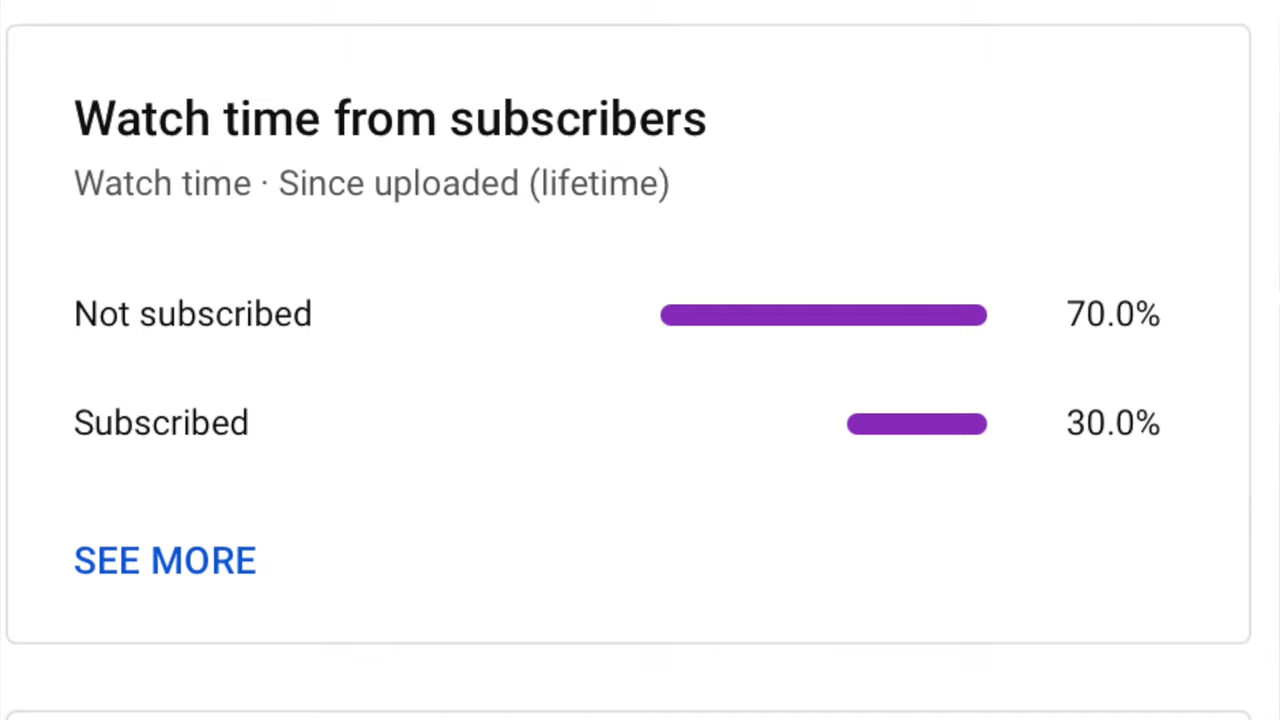 Watch time from subscribers
Watch time · Since uploaded (lifetime)
Not subscribed 70.0%
Subscribed 30.0%
SEE MORE